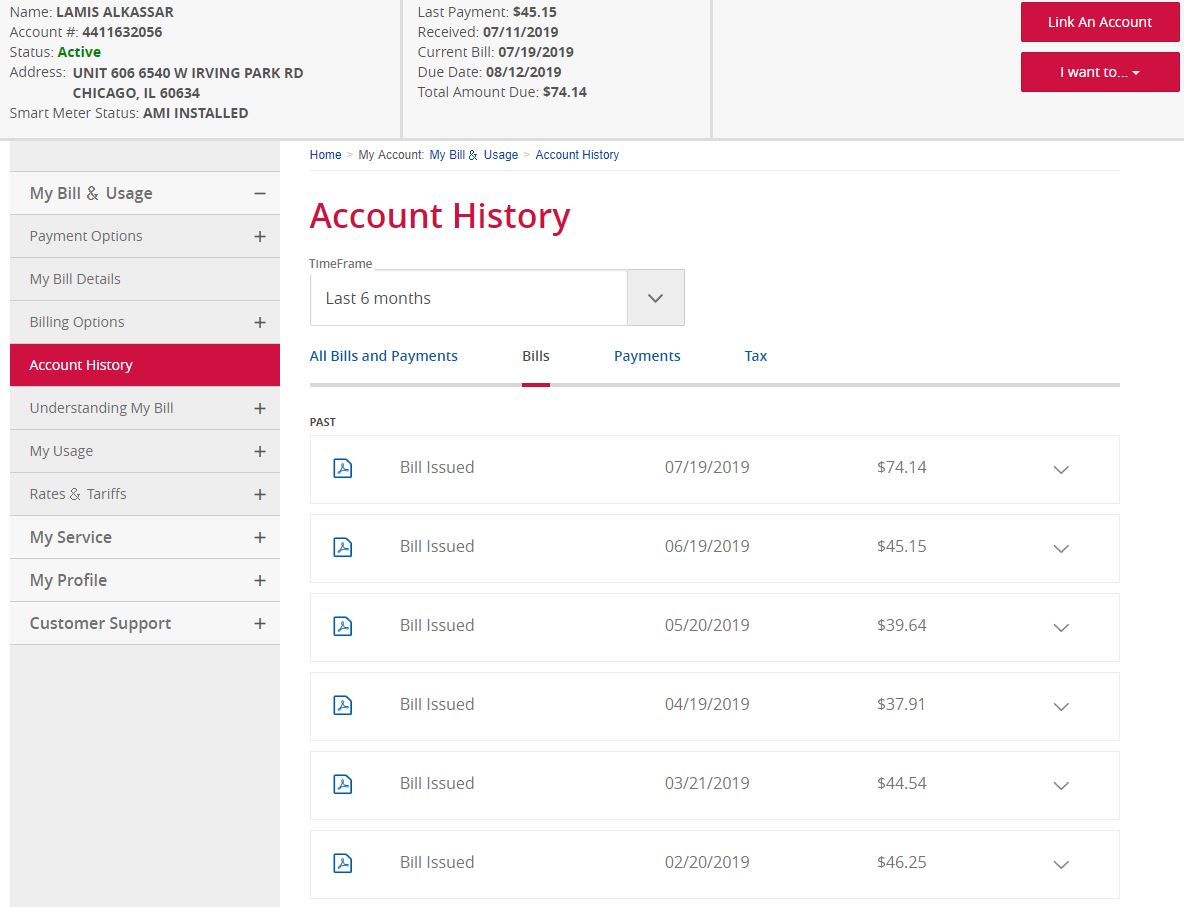 Name: LAMIS ALKASSAR
Account #: 4411632056
Status: Active
Address: UNIT 606 6540 W IRVING PARK RD
CHICAGO, IL 60634
Smart Meter Status: AMI INSTALLED
Last Payment: $45.15
Received: 07/11/2019
Current Bill: 07/19/2019
Due Date: 08/12/2019
Total Amount Due: $74.14
Link An Account
I want to...
My Bill & Usage −
Payment Options +
My Bill Details
Billing Options +
Account History
Understanding My Bill +
My Usage +
Rates & Tariffs +
My Service +
My Profile +
Customer Support +
Home > My Account: My Bill & Usage > Account History
Account History
TimeFrame
Last 6 months
All Bills and Payments Bills Payments Tax
PAST
Bill Issued 07/19/2019 $74.14
Bill Issued 06/19/2019 $45.15
Bill Issued 05/20/2019 $39.64
Bill Issued 04/19/2019 $37.91
Bill Issued 03/21/2019 $44.54
Bill Issued 02/20/2019 $46.25